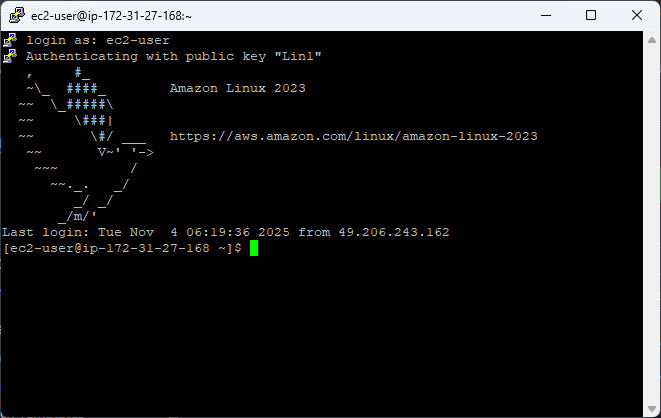 ec2-user@ip-172-31-27-168:~
login as: ec2-user
Authenticating with public key "Lin1"
   ,     #_
   ~\_  ####_        Amazon Linux 2023
  ~~  \_#####\
  ~~     \###|
  ~~       \#/ ___   https://aws.amazon.com/linux/amazon-linux-2023
   ~~       V~' '->
    ~~~         /
      ~~._.   _/
         _/ _/
       _/m/'
Last login: Tue Nov  4 06:19:36 2025 from 49.206.243.162
[ec2-user@ip-172-31-27-168 ~]$